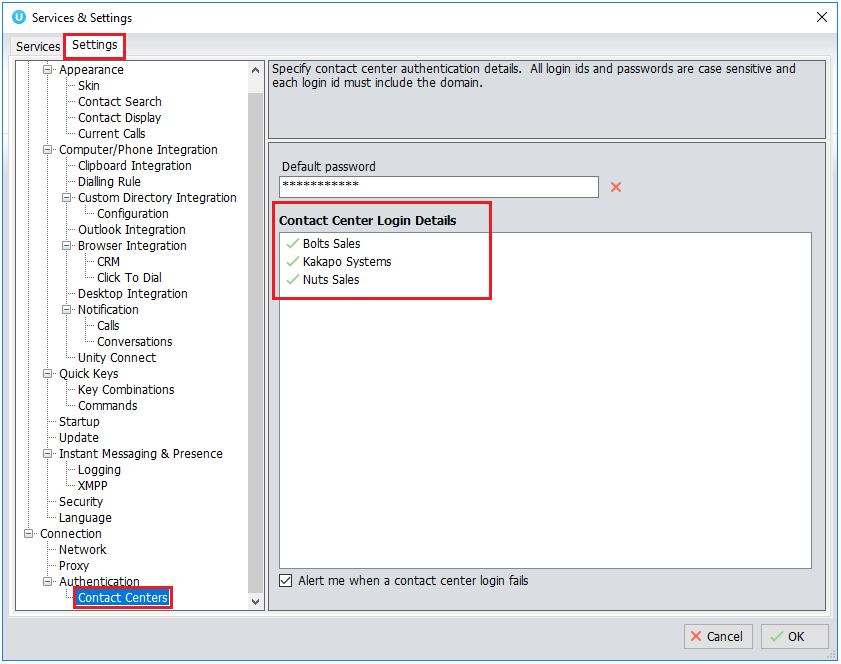 U Services & Settings
Services Settings
Appearance
Skin
Contact Search
Contact Display
Current Calls
Computer/Phone Integration
Clipboard Integration
Dialling Rule
Custom Directory Integration
Configuration
Outlook Integration
Browser Integration
CRM
Click To Dial
Desktop Integration
Notification
Calls
Conversations
Unity Connect
Quick Keys
Key Combinations
Commands
Startup
Update
Instant Messaging & Presence
Logging
XMPP
Security
Language
Connection
Network
Proxy
Authentication
Contact Centers
Specify contact center authentication details.  All login ids and passwords are case sensitive and
each login id must include the domain.
Default password
***********
Contact Center Login Details
Bolts Sales
Kakapo Systems
Nuts Sales
Alert me when a contact center login fails
Cancel OK